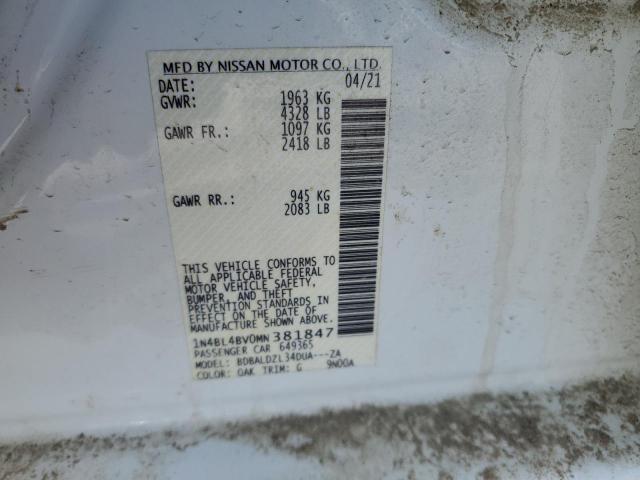 MFD BY NISSAN MOTOR CO., LTD.
DATE: 04/21
GVWR: 1963 KG
4328 LB
GAWR FR.: 1097 KG
2418 LB
GAWR RR.: 945 KG
2083 LB
THIS VEHICLE CONFORMS TO
ALL APPLICABLE FEDERAL
MOTOR VEHICLE SAFETY,
BUMPER, AND THEFT
PREVENTION STANDARDS IN
EFFECT ON THE DATE OF
MANUFACTURE SHOWN ABOVE.
1N4BL4BV0MN381847
PASSENGER CAR 649365
MODEL: BDBALDZL34DUA---ZA
COLOR: QAK TRIM: G 9N00A